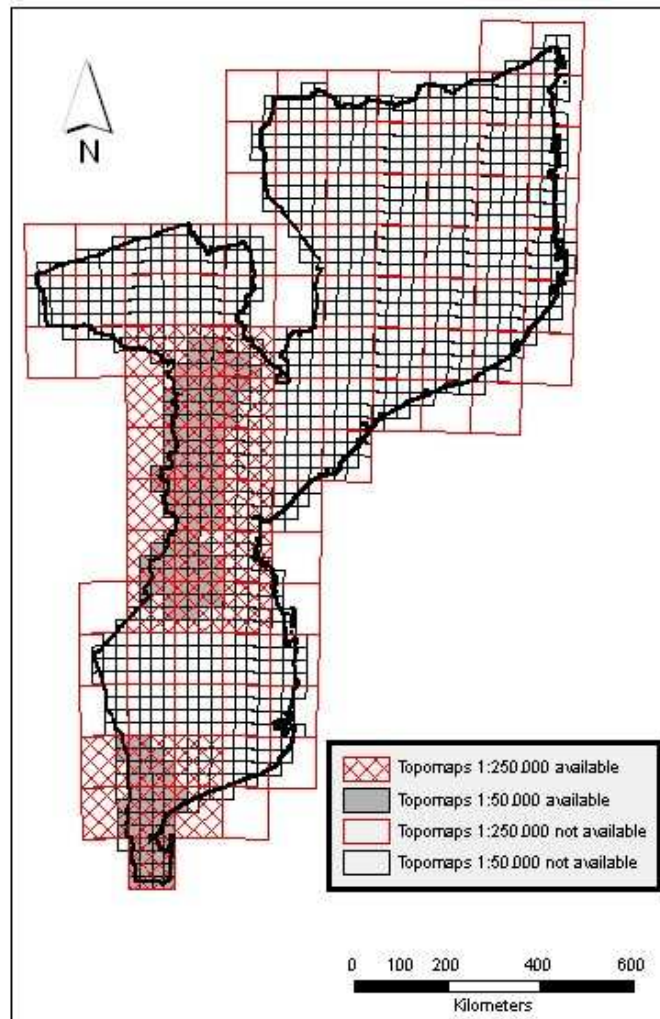 N
Topomaps 1:250.000 available
Topomaps 1:50.000 available
Topomaps 1:250.000 not available
Topomaps 1:50.000 not available
0 100 200 400 600
Kilometers